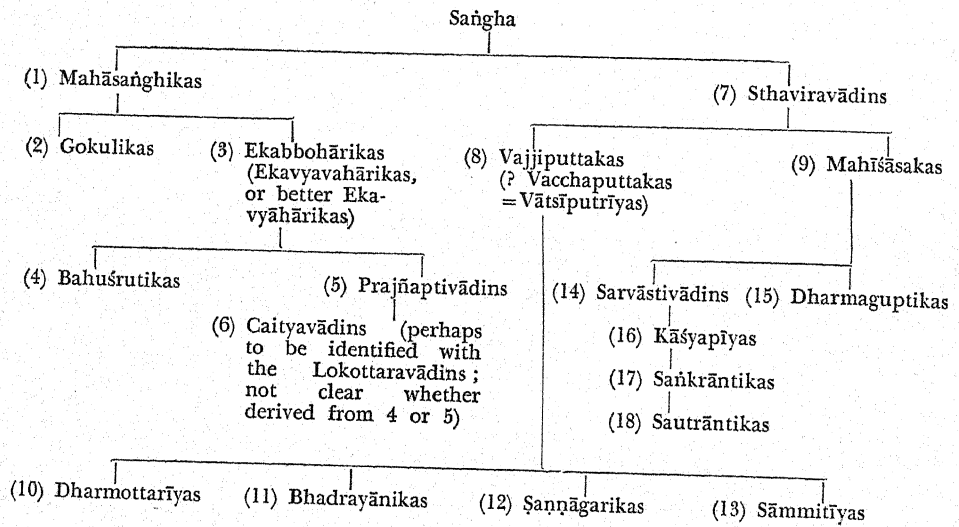 Saṅgha
(1) Mahāsaṅghikas
(7) Sthaviravādins
(2) Gokulikas
(3) Ekabbohārikas
(Ekavyavahārikas,
or better Eka-
vyāhārikas)
(8) Vajjiputtakas
(? Vacchaputtakas
=Vātsīputrīyas)
(9) Mahīśāsakas
(4) Bahuśrutikas
(5) Prajñaptivādins
(6) Caityavādins (perhaps
to be identified with
the Lokottaravādins ;
not clear whether
derived from 4 or 5)
(14) Sarvāstivādins
(15) Dharmaguptikas
(16) Kāśyapīyas
(17) Saṅkrāntikas
(18) Sautrāntikas
(10) Dharmottarīyas
(11) Bhadrayānikas
(12) Ṣaṇṇāgarikas
(13) Sāmmitīyas